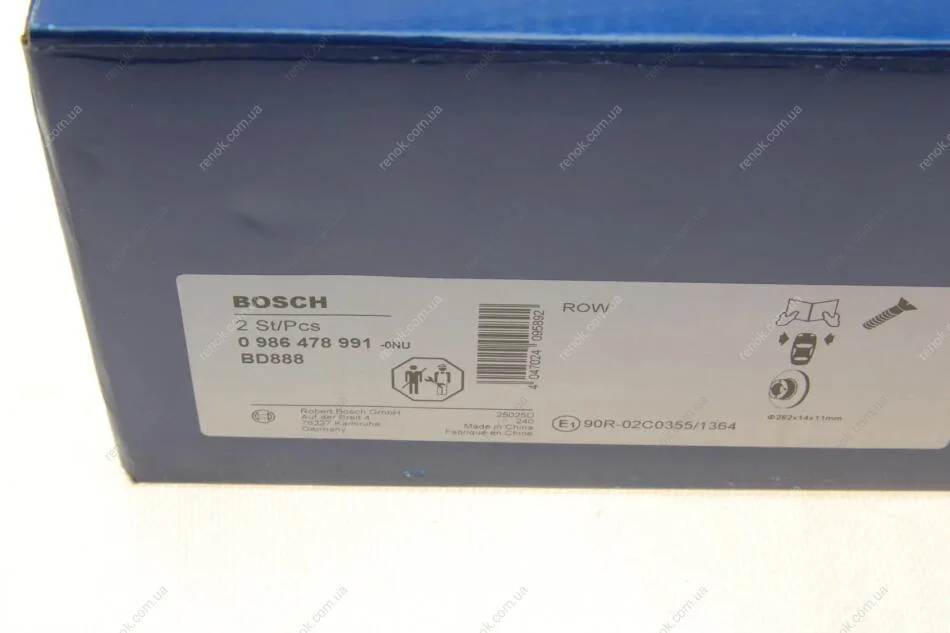 BOSCH
2 St/Pcs
0 986 478 991 -0NU
BD888
Robert Bosch GmbH
Auf der Breit 4
76227 Karlsruhe
Germany
25025O
240
Made in China
Fabriqué en Chine
4 047024 095892
ROW
E1 90R-02C0355/1364
Φ262x14x11mm
renok.com.ua